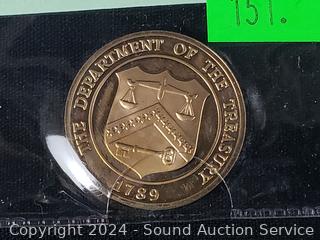 151.
THE DEPARTMENT OF THE TREASURY
1789
Copyright 2024 - Sound Auction Service